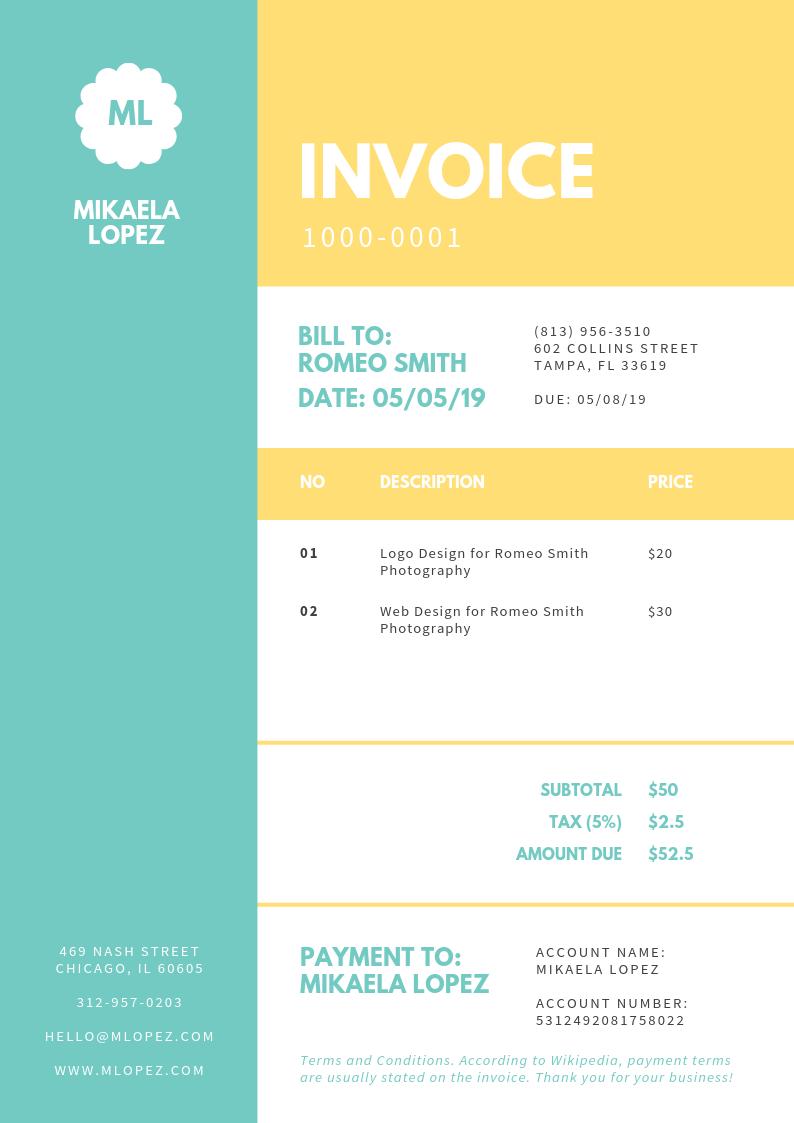 ML
MIKAELA
LOPEZ
INVOICE
1000-0001
BILL TO:
ROMEO SMITH
DATE: 05/05/19
(813) 956-3510
602 COLLINS STREET
TAMPA, FL 33619
DUE: 05/08/19
NO DESCRIPTION PRICE
01 Logo Design for Romeo Smith $20
Photography
02 Web Design for Romeo Smith $30
Photography
SUBTOTAL $50
TAX (5%) $2.5
AMOUNT DUE $52.5
469 NASH STREET
CHICAGO, IL 60605
312-957-0203
HELLO@MLOPEZ.COM
WWW.MLOPEZ.COM
PAYMENT TO:
MIKAELA LOPEZ
ACCOUNT NAME:
MIKAELA LOPEZ
ACCOUNT NUMBER:
5312492081758022
Terms and Conditions. According to Wikipedia, payment terms
are usually stated on the invoice. Thank you for your business!